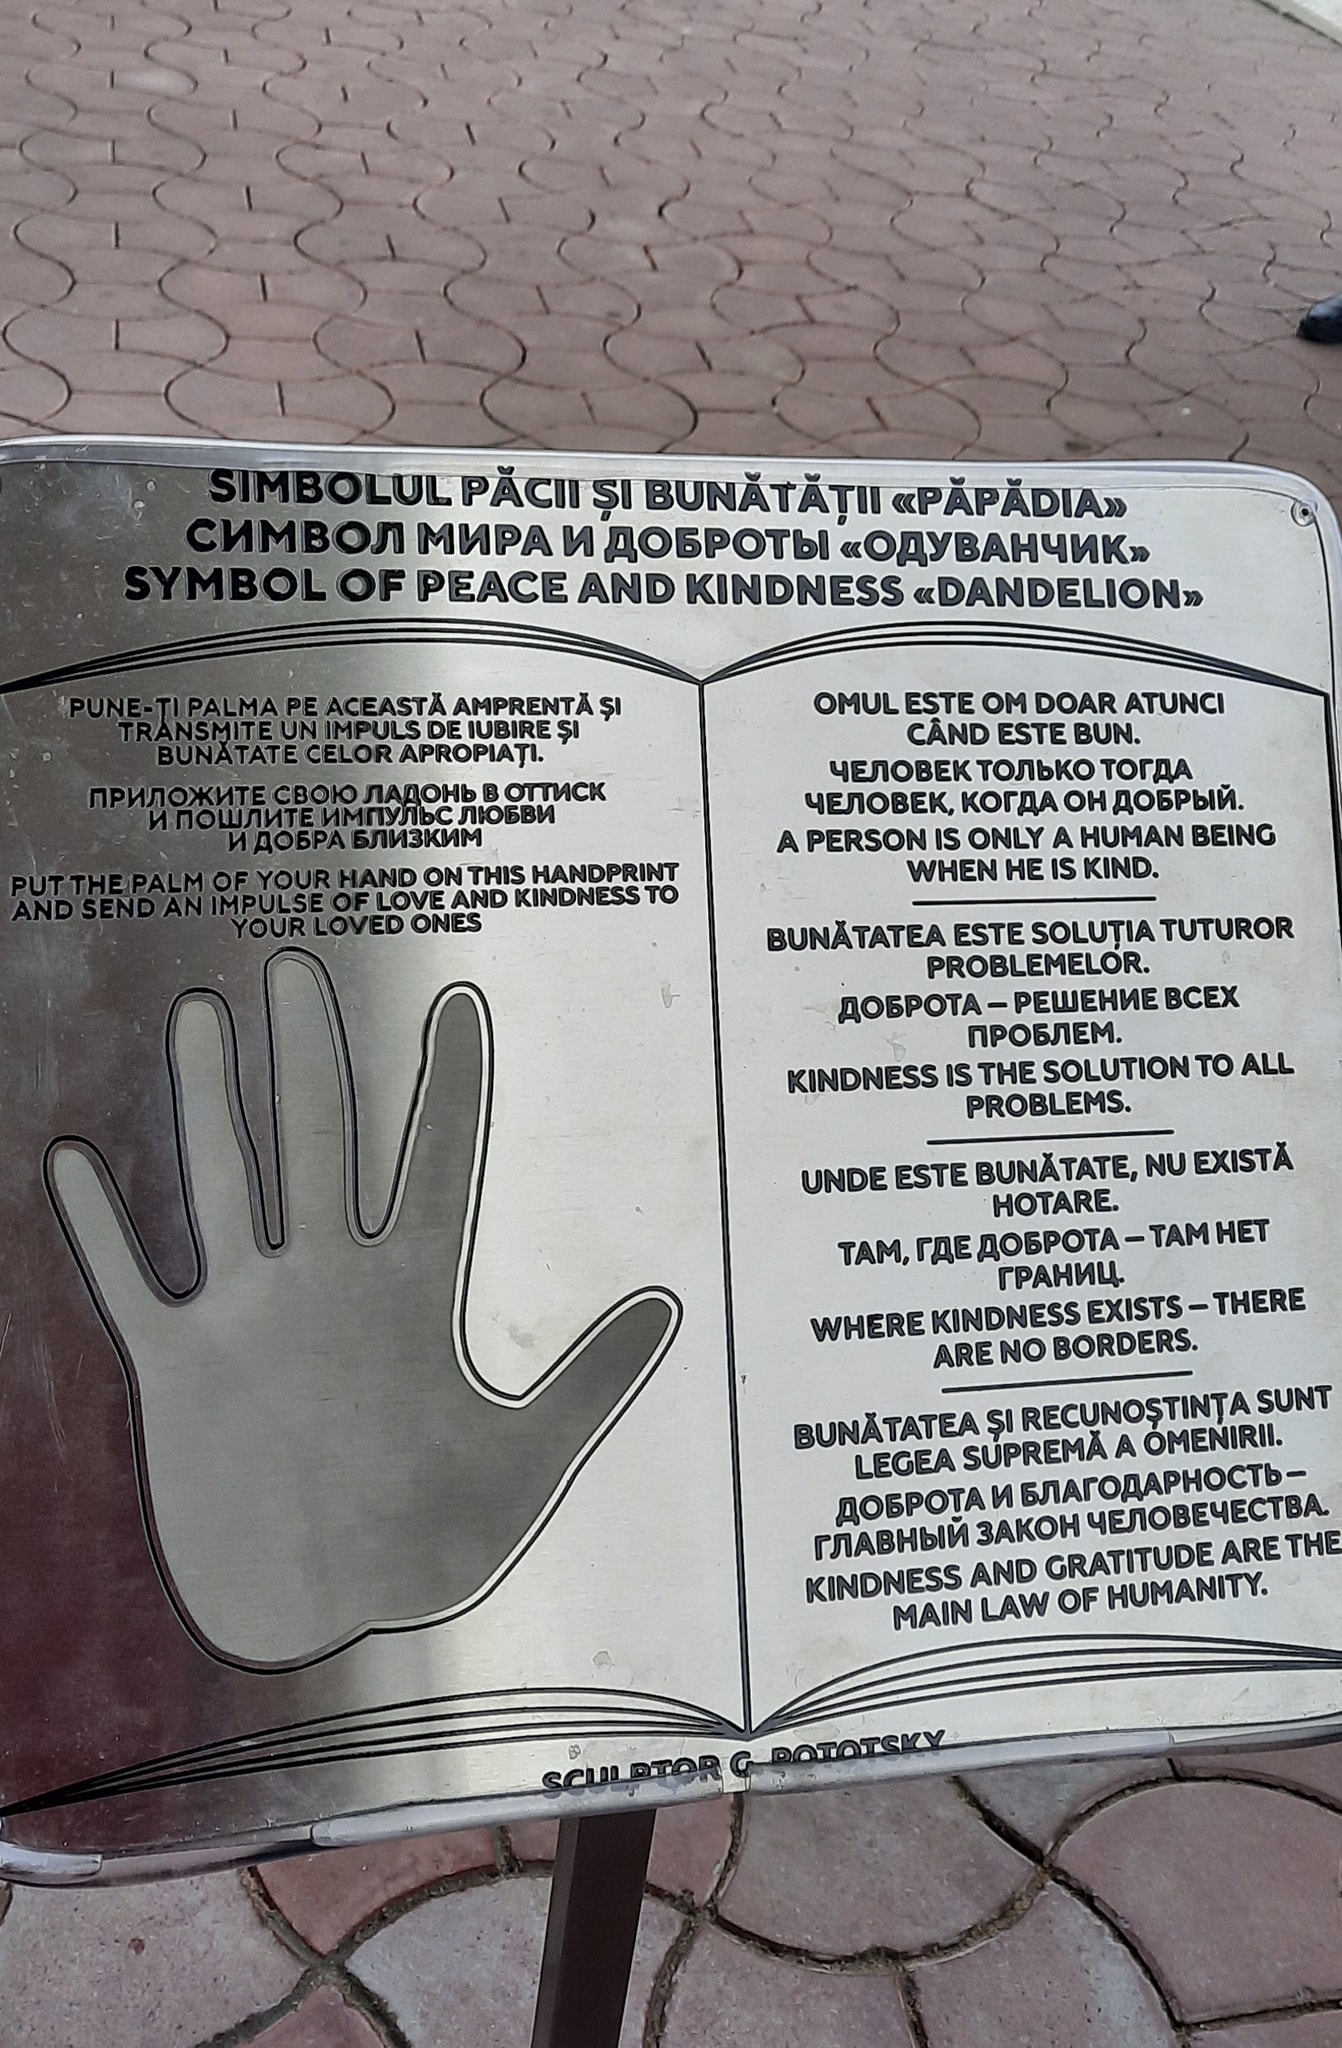 SIMBOLUL PĂCII ȘI BUNĂTĂȚII «PĂPĂDIA»
СИМВОЛ МИРА И ДОБРОТЫ «ОДУВАНЧИК»
SYMBOL OF PEACE AND KINDNESS «DANDELION»
PUNE-ȚI PALMA PE ACEASTĂ AMPRENTĂ ȘI
TRANSMITE UN IMPULS DE IUBIRE ȘI
BUNĂTATE CELOR APROPIAȚI.
ПРИЛОЖИТЕ СВОЮ ЛАДОНЬ В ОТТИСК
И ПОШЛИТЕ ИМПУЛЬС ЛЮБВИ
И ДОБРА БЛИЗКИМ
PUT THE PALM OF YOUR HAND ON THIS HANDPRINT
AND SEND AN IMPULSE OF LOVE AND KINDNESS TO
YOUR LOVED ONES
OMUL ESTE OM DOAR ATUNCI
CÂND ESTE BUN.
ЧЕЛОВЕК ТОЛЬКО ТОГДА
ЧЕЛОВЕК, КОГДА ОН ДОБРЫЙ.
A PERSON IS ONLY A HUMAN BEING
WHEN HE IS KIND.
BUNĂTATEA ESTE SOLUȚIA TUTUROR
PROBLEMELOR.
ДОБРОТА – РЕШЕНИЕ ВСЕХ
ПРОБЛЕМ.
KINDNESS IS THE SOLUTION TO ALL
PROBLEMS.
UNDE ESTE BUNĂTATE, NU EXISTĂ
HOTARE.
ТАМ, ГДЕ ДОБРОТА – ТАМ НЕТ
ГРАНИЦ.
WHERE KINDNESS EXISTS – THERE
ARE NO BORDERS.
BUNĂTATEA ȘI RECUNOȘTINȚA SUNT
LEGEA SUPREMĂ A OMENIRII.
ДОБРОТА И БЛАГОДАРНОСТЬ –
ГЛАВНЫЙ ЗАКОН ЧЕЛОВЕЧЕСТВА.
KINDNESS AND GRATITUDE ARE THE
MAIN LAW OF HUMANITY.
SCULPTOR G. POTOTSKY